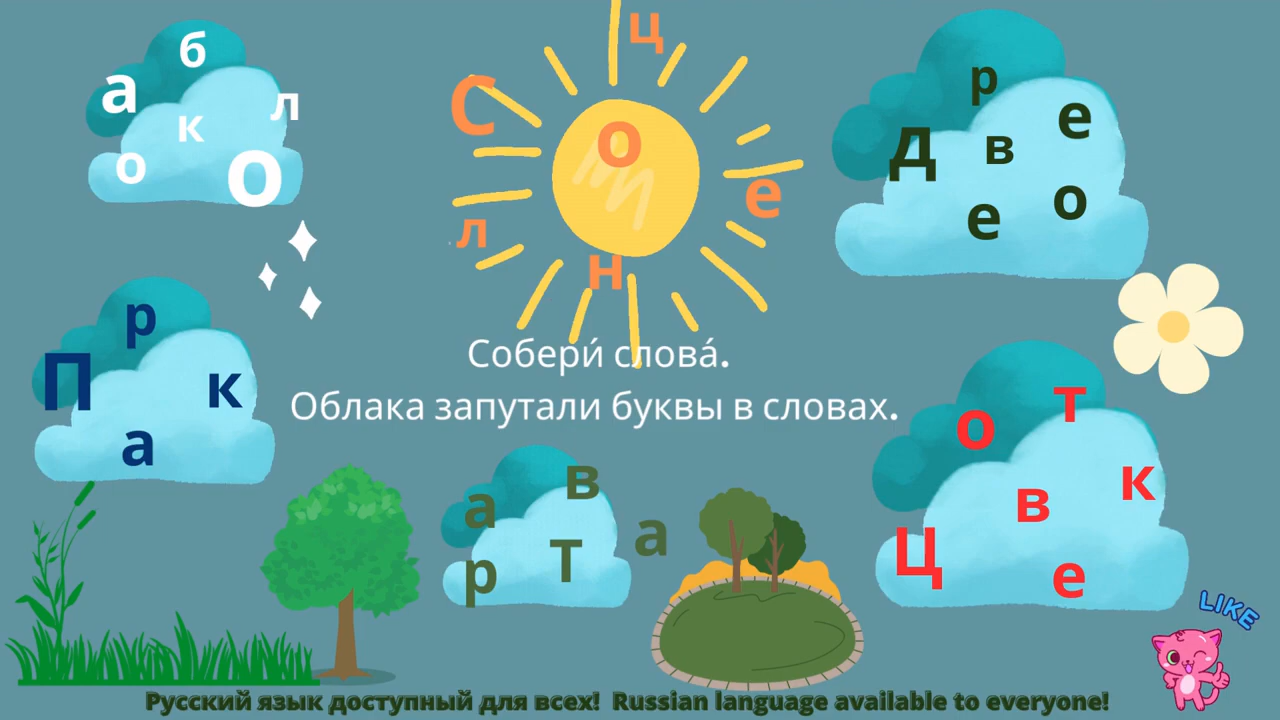 б
а
л
к
о
о
ц
С
о
е
л
н
р
е
Д
в
о
е
р
П
к
а
Собери́ слова́.
Облака запутали буквы в словах.
т
о
к
в
Ц
е
в
а
а
Т
р
LIKE
Русский язык доступный для всех! Russian language available to everyone!